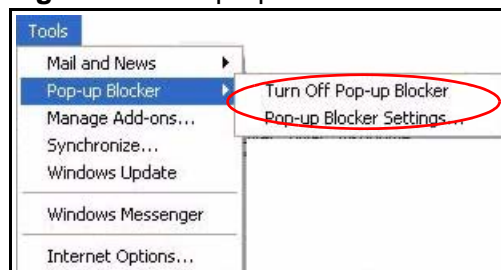 Tools
Mail and News
Pop-up Blocker
Turn Off Pop-up Blocker
Pop-up Blocker Settings...
Manage Add-ons...
Synchronize...
Windows Update
Windows Messenger
Internet Options...